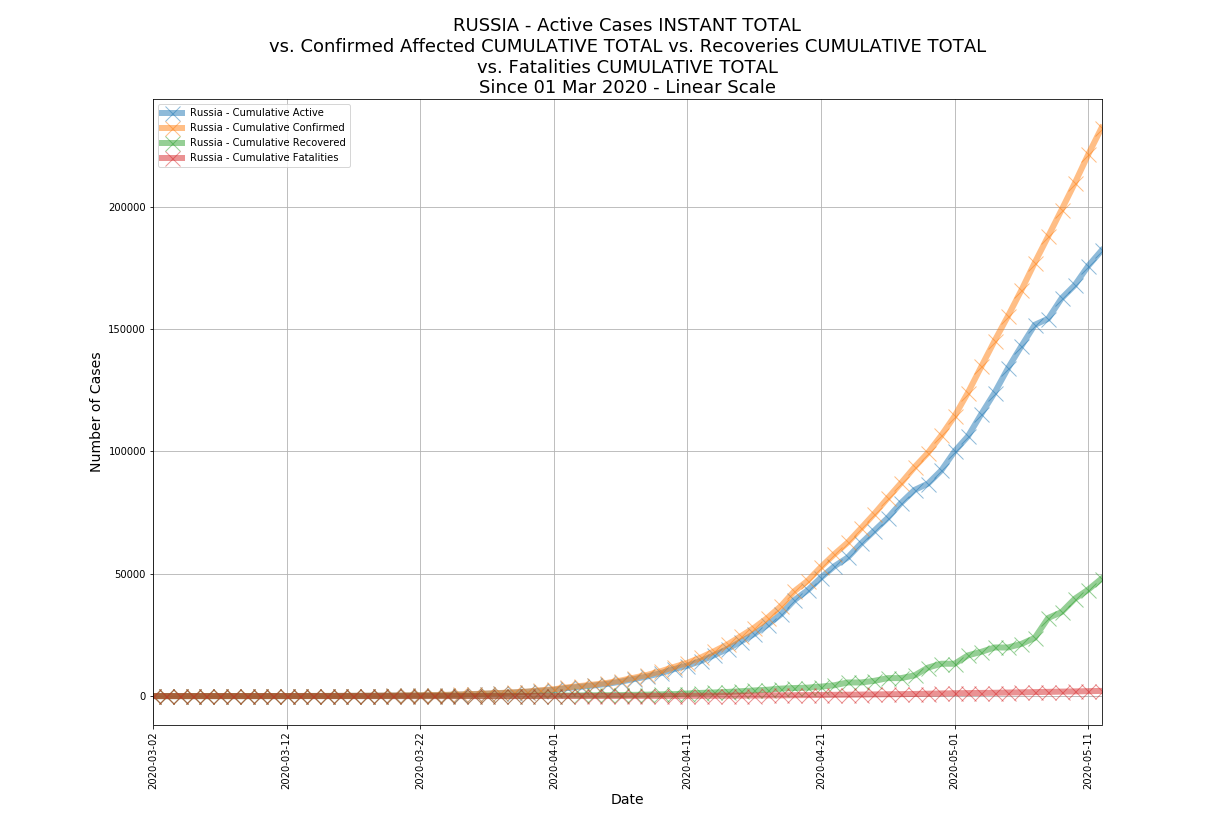 RUSSIA - Active Cases INSTANT TOTAL
vs. Confirmed Affected CUMULATIVE TOTAL vs. Recoveries CUMULATIVE TOTAL
vs. Fatalities CUMULATIVE TOTAL
Since 01 Mar 2020 - Linear Scale
Russia - Cumulative Active
Russia - Cumulative Confirmed
Russia - Cumulative Recovered
Russia - Cumulative Fatalities
Number of Cases
200000
150000
100000
50000
0
2020-03-02
2020-03-12
2020-03-22
2020-04-01
2020-04-11
2020-04-21
2020-05-01
2020-05-11
Date